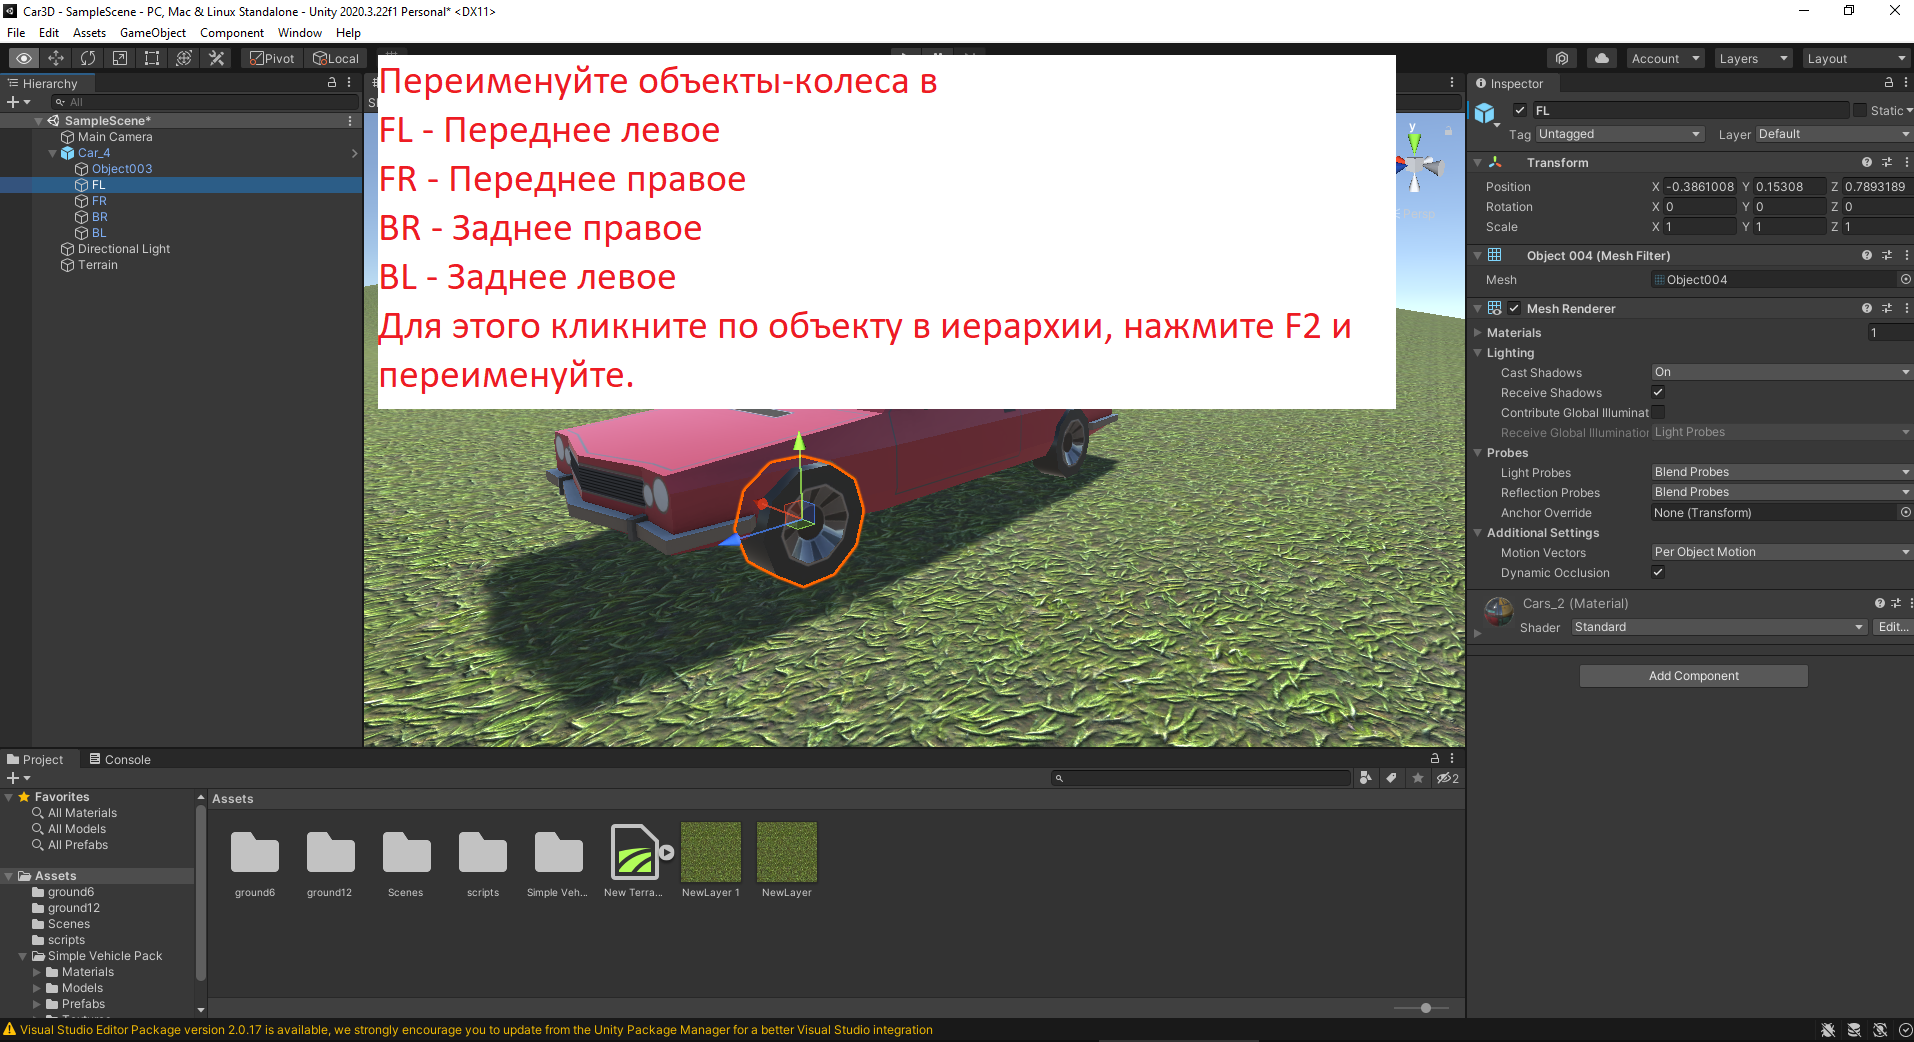 Car3D - SampleScene - PC, Mac & Linux Standalone - Unity 2020.3.22f1 Personal* <DX11>
File Edit Assets GameObject Component Window Help
Pivot Local Account Layers Layout
Hierarchy
All
SampleScene*
Main Camera
Car_4
Object003
FL
FR
BR
BL
Directional Light
Terrain
Переименуйте объекты-колеса в
FL - Переднее левое
FR - Переднее правое
BR - Заднее правое
BL - Заднее левое
Для этого кликните по объекту в иерархии, нажмите F2 и
переименуйте.
y
Persp
Inspector
FL Static
Tag Untagged Layer Default
Transform
Position X -0.3861008 Y 0.15308 Z 0.7893189
Rotation X 0 Y 0 Z 0
Scale X 1 Y 1 Z 1
Object 004 (Mesh Filter)
Mesh Object004
Mesh Renderer
Materials 1
Lighting
Cast Shadows On
Receive Shadows
Contribute Global Illuminat
Receive Global Illumination Light Probes
Probes
Light Probes Blend Probes
Reflection Probes Blend Probes
Anchor Override None (Transform)
Additional Settings
Motion Vectors Per Object Motion
Dynamic Occlusion
Cars_2 (Material)
Shader Standard Edit...
Add Component
Project Console
2
Favorites
All Materials
All Models
All Prefabs
Assets
ground6
ground12
Scenes
scripts
Simple Vehicle Pack
Materials
Models
Prefabs
Assets
ground6 ground12 Scenes scripts Simple Veh... New Terra... NewLayer 1 NewLayer
Visual Studio Editor Package version 2.0.17 is available, we strongly encourage you to update from the Unity Package Manager for a better Visual Studio integration